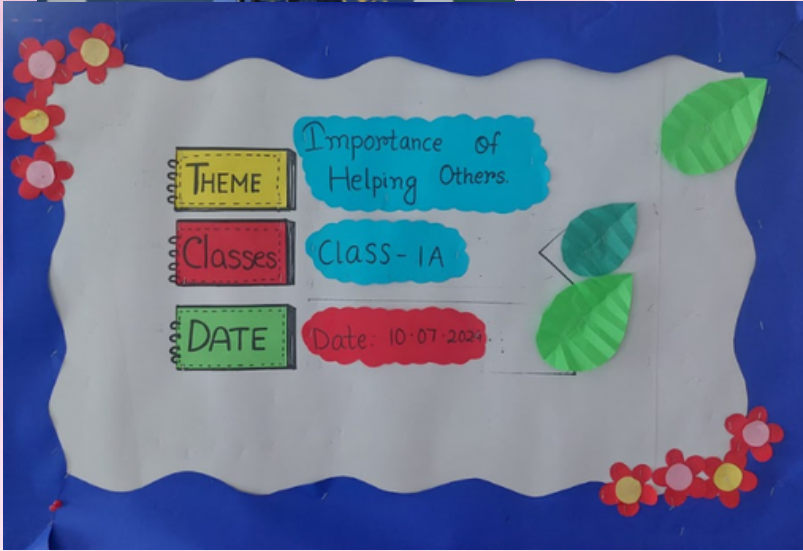 THEME
Importance of
Helping Others.
Classes
CLASS-1A
DATE
Date: 10.07.2024